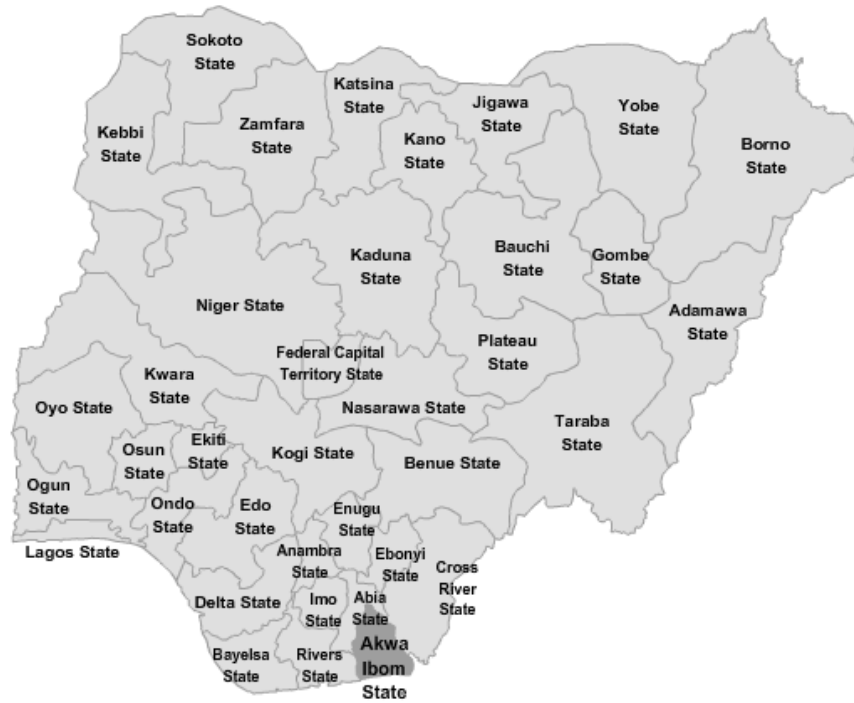 Sokoto
State
Katsina
State
Jigawa
State
Yobe
State
Kebbi
State
Zamfara
State
Kano
State
Borno
State
Kaduna
State
Bauchi
State
Gombe
State
Niger State
Adamawa
State
Plateau
State
Federal Capital
Territory State
Kwara
State
Oyo State
Nasarawa State
Taraba
State
Osun
State
Ekiti
State
Kogi State
Benue State
Ogun
State
Ondo
State
Edo
State
Enugu
State
Lagos State
Anambra
State
Ebonyi
State
Cross
River
State
Delta State
Imo
State
Abia
State
Akwa
Ibom
State
Bayelsa
State
Rivers
State